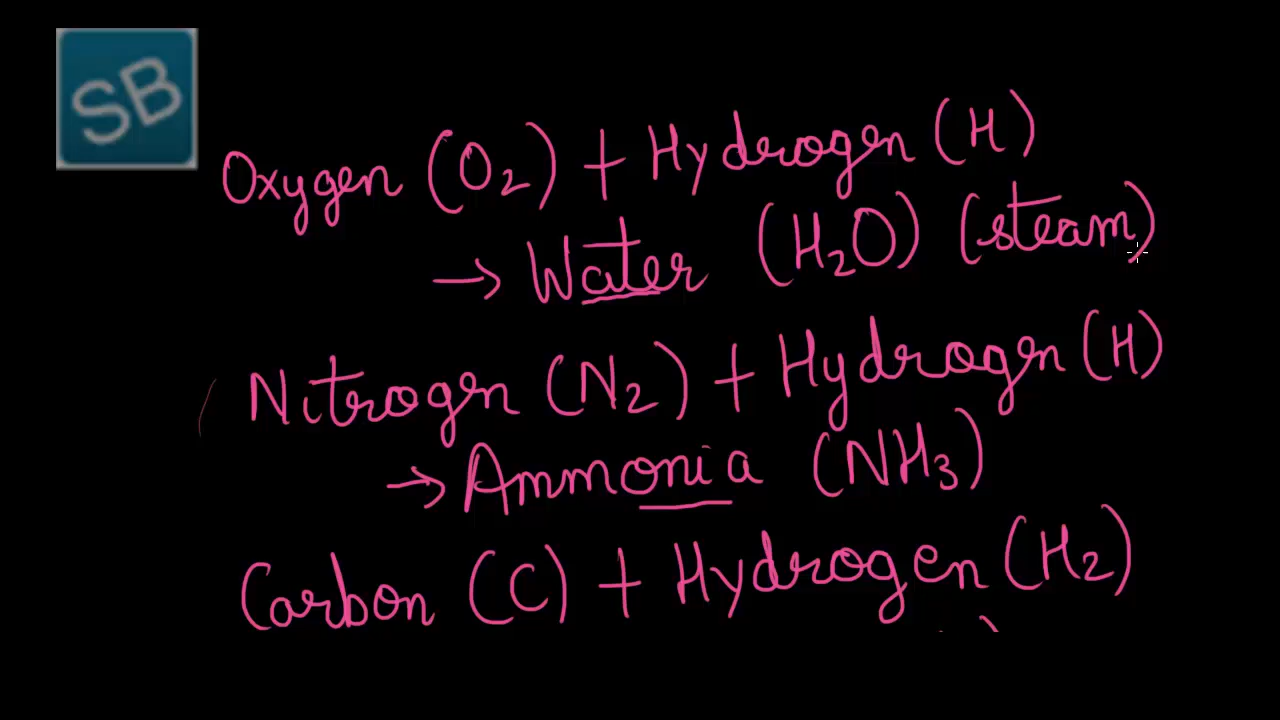 SB
Oxygen (O2) + Hydrogen (H)
→ Water (H2O) (steam)
Nitrogen (N2) + Hydrogen (H)
→ Ammonia (NH3)
Carbon (C) + Hydrogen (H2)